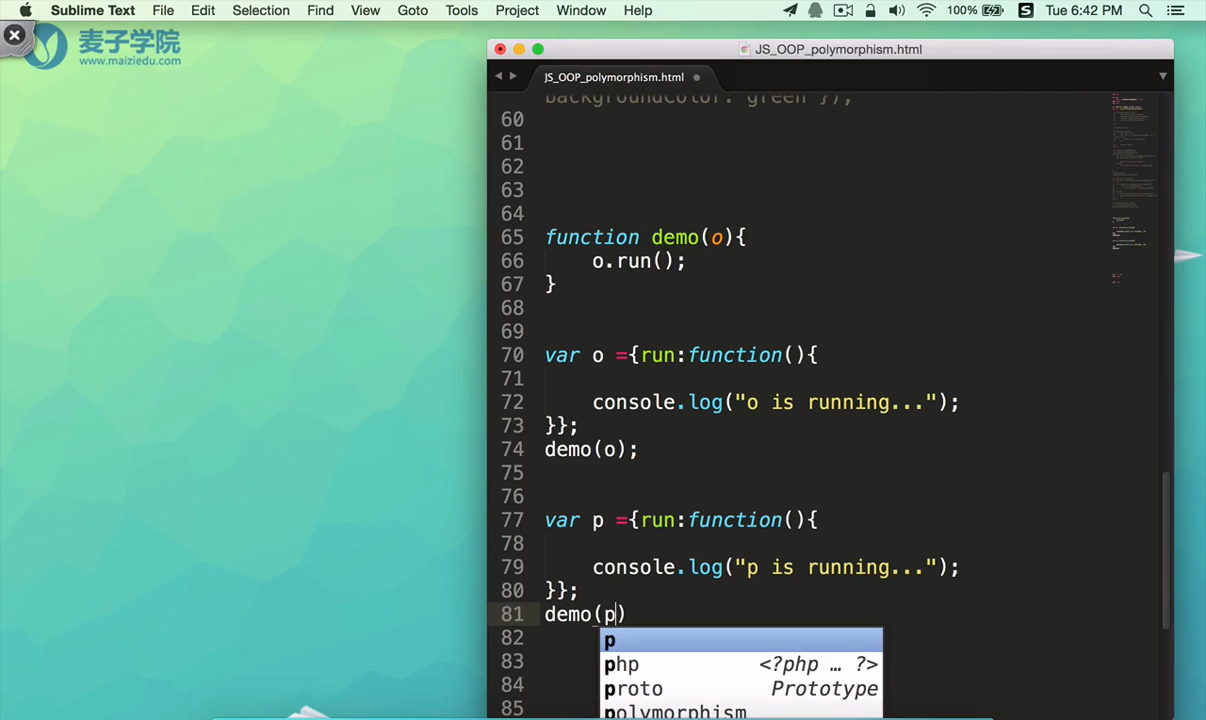 Sublime Text File Edit Selection Find View Goto Tools Project Window Help 100% S Tue 6:42 PM
麦子学院
www.maiziedu.com
JS_OOP_polymorphism.html
JS_OOP_polymorphism.html
backgroundColor: green });
60
61
62
63
64
65 function demo(o){
66 o.run();
67 }
68
69
70 var o ={run:function(){
71
72 console.log("o is running...");
73 }};
74 demo(o);
75
76
77 var p ={run:function(){
78
79 console.log("p is running...");
80 }};
81 demo(p)
82 p
83 php <?php … ?>
84 proto Prototype
85 polymorphism